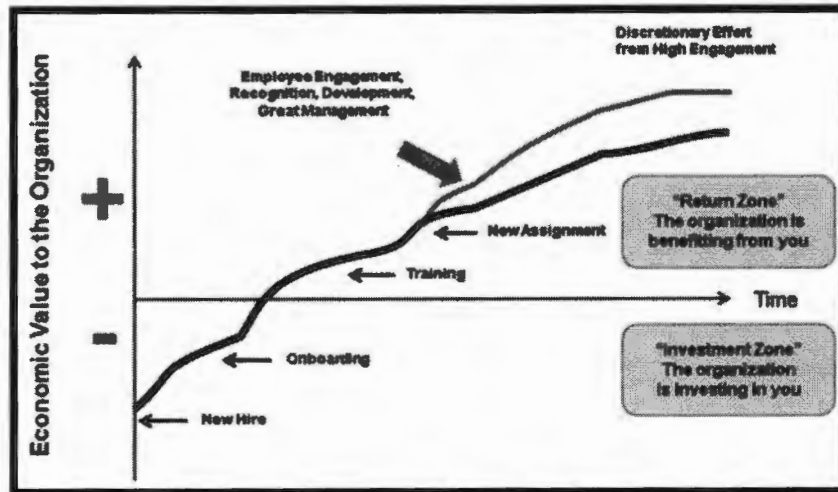 Discretionary Effort
from High Engagement
Employee Engagement,
Recognition, Development,
Great Management
Economic Value to the Organization
+
"Return Zone"
The organization is
benefitting from you
New Assignment
Training
Time
-
Onboarding
"Investment Zone"
The organization
is investing in you
New Hire